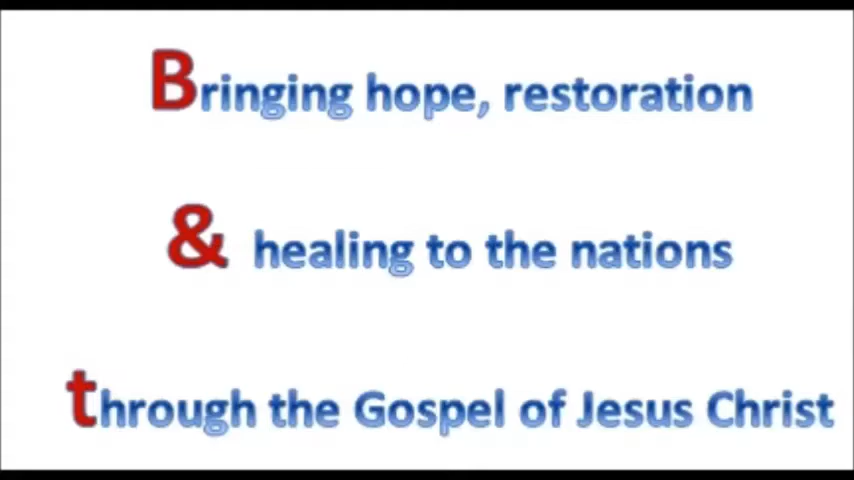 Bringing hope, restoration
& healing to the nations
through the Gospel of Jesus Christ